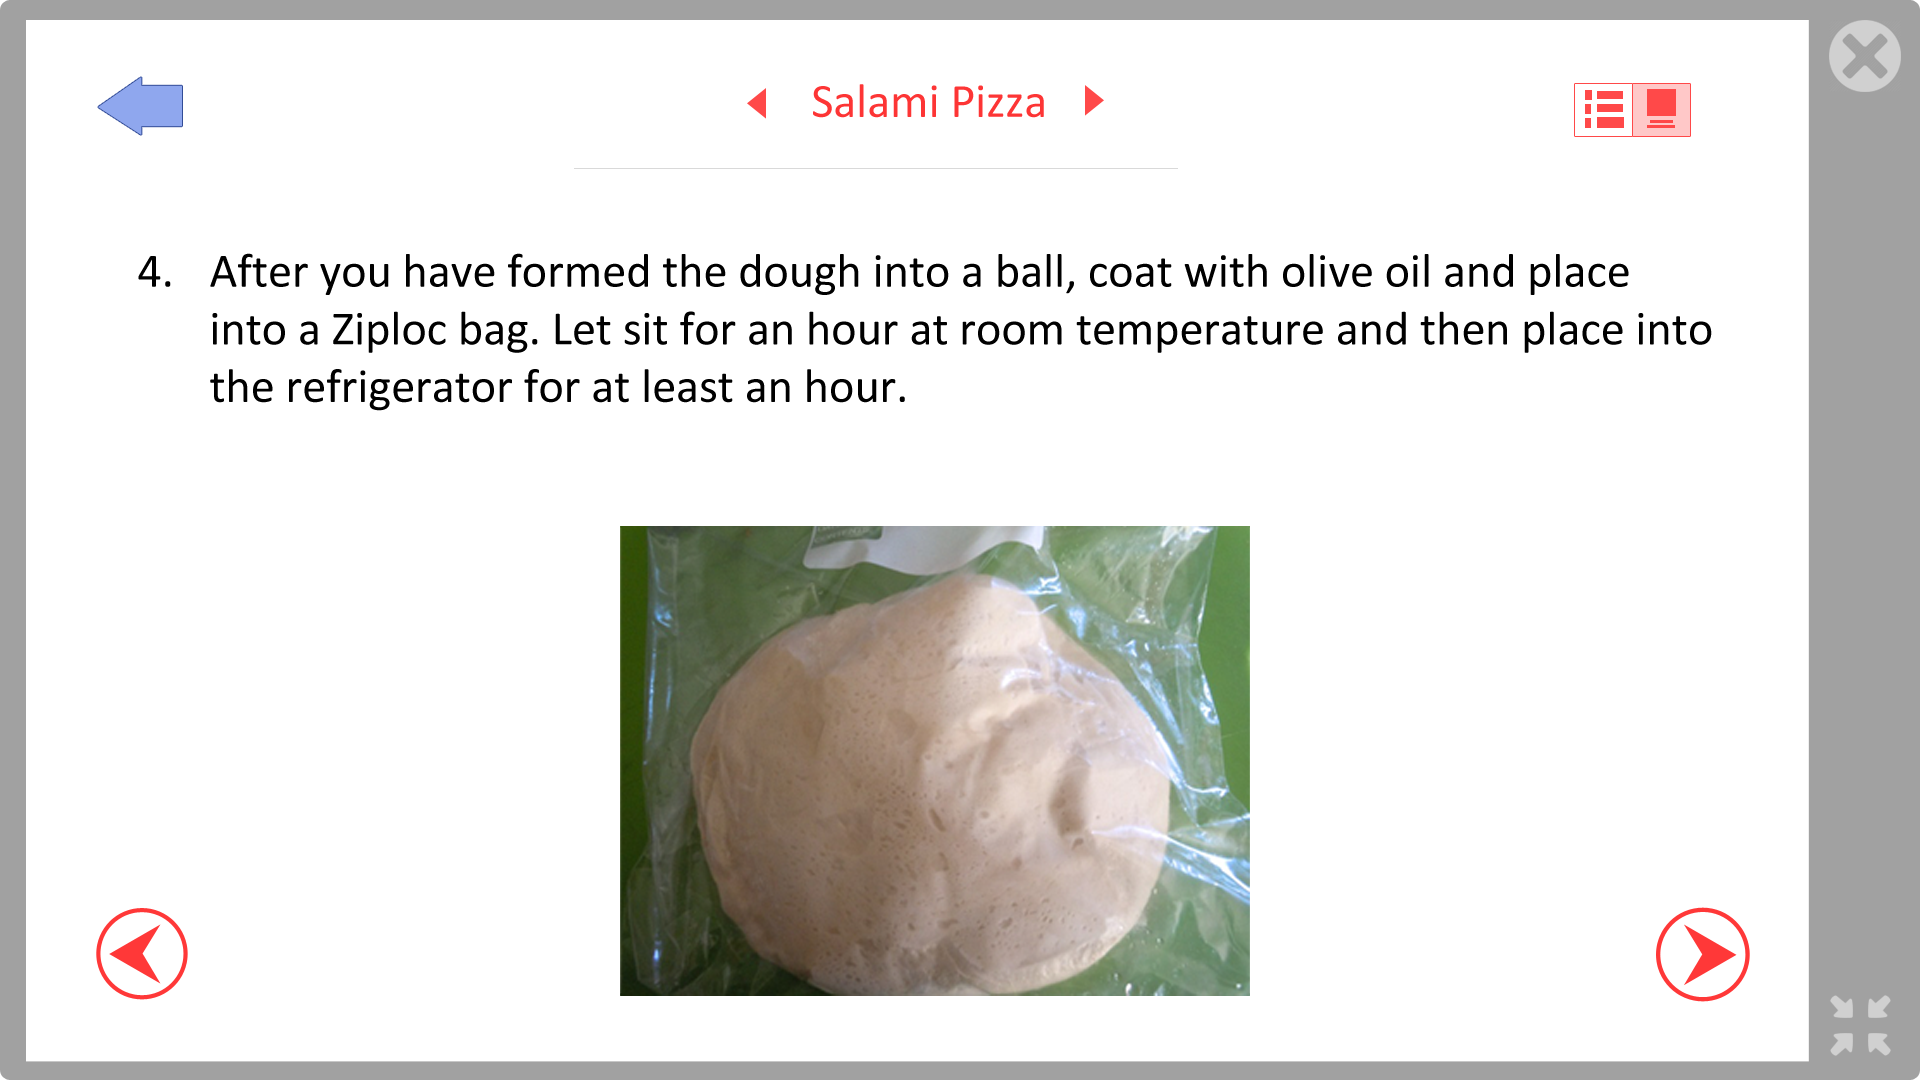 Salami Pizza
4. After you have formed the dough into a ball, coat with olive oil and place
into a Ziploc bag. Let sit for an hour at room temperature and then place into
the refrigerator for at least an hour.